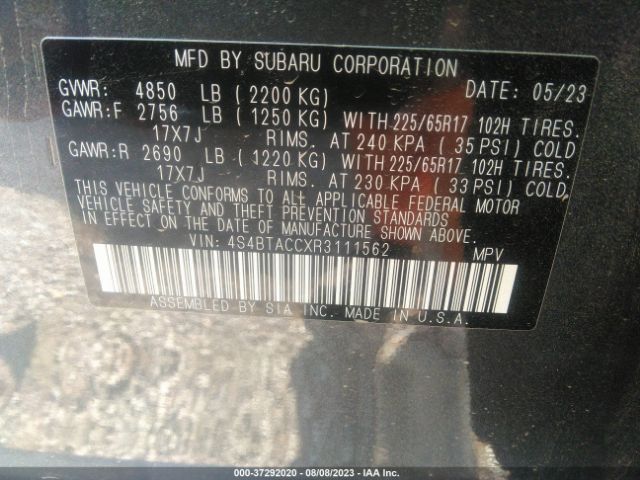 MFD BY SUBARU CORPORATION
GVWR: 4850 LB ( 2200 KG) DATE: 05/23
GAWR:F 2756 LB ( 1250 KG) WITH 225/65R17 102H TIRES.
17X7J RIMS. AT 240 KPA ( 35 PSI) COLD
GAWR:R 2690 LB ( 1220 KG) WITH 225/65R17 102H TIRES.
17X7J RIMS. AT 230 KPA ( 33 PSI) COLD.
THIS VEHICLE CONFORMS TO ALL APPLICABLE FEDERAL MOTOR
VEHICLE SAFETY AND THEFT PREVENTION STANDARDS
IN EFFECT ON THE DATE OF MANUFACTURE SHOWN ABOVE.
VIN: 4S4BTACCXR3111562 MPV
ASSEMBLED BY SIA INC. MADE IN U.S.A.
000-37292020 - 08/08/2023 - IAA Inc.